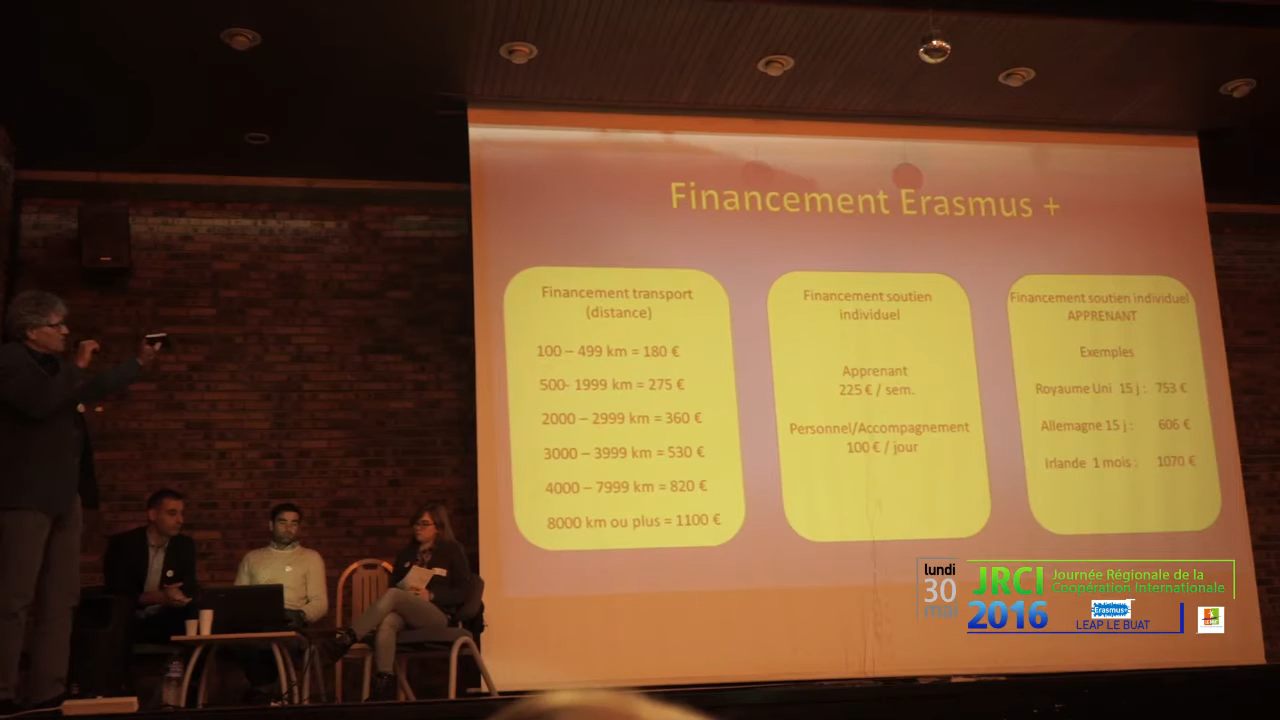 Financement Erasmus +
Financement transport
(distance)
100 – 499 km = 180 €
500- 1999 km = 275 €
2000 – 2999 km = 360 €
3000 – 3999 km = 530 €
4000 – 7999 km = 820 €
8000 km ou plus = 1100 €
Financement soutien
individuel
Apprenant
225 € / sem.
Personnel/Accompagnement
100 € / jour
Financement soutien individuel
APPRENANT
Exemples
Royaume Uni 15 j : 753 €
Allemagne 15 j : 606 €
Irlande 1 mois : 1070 €
lundi
30
mai
JRCI
2016
Journée Régionale de la
Coopération Internationale
Erasmus+
LEAP LE BUAT